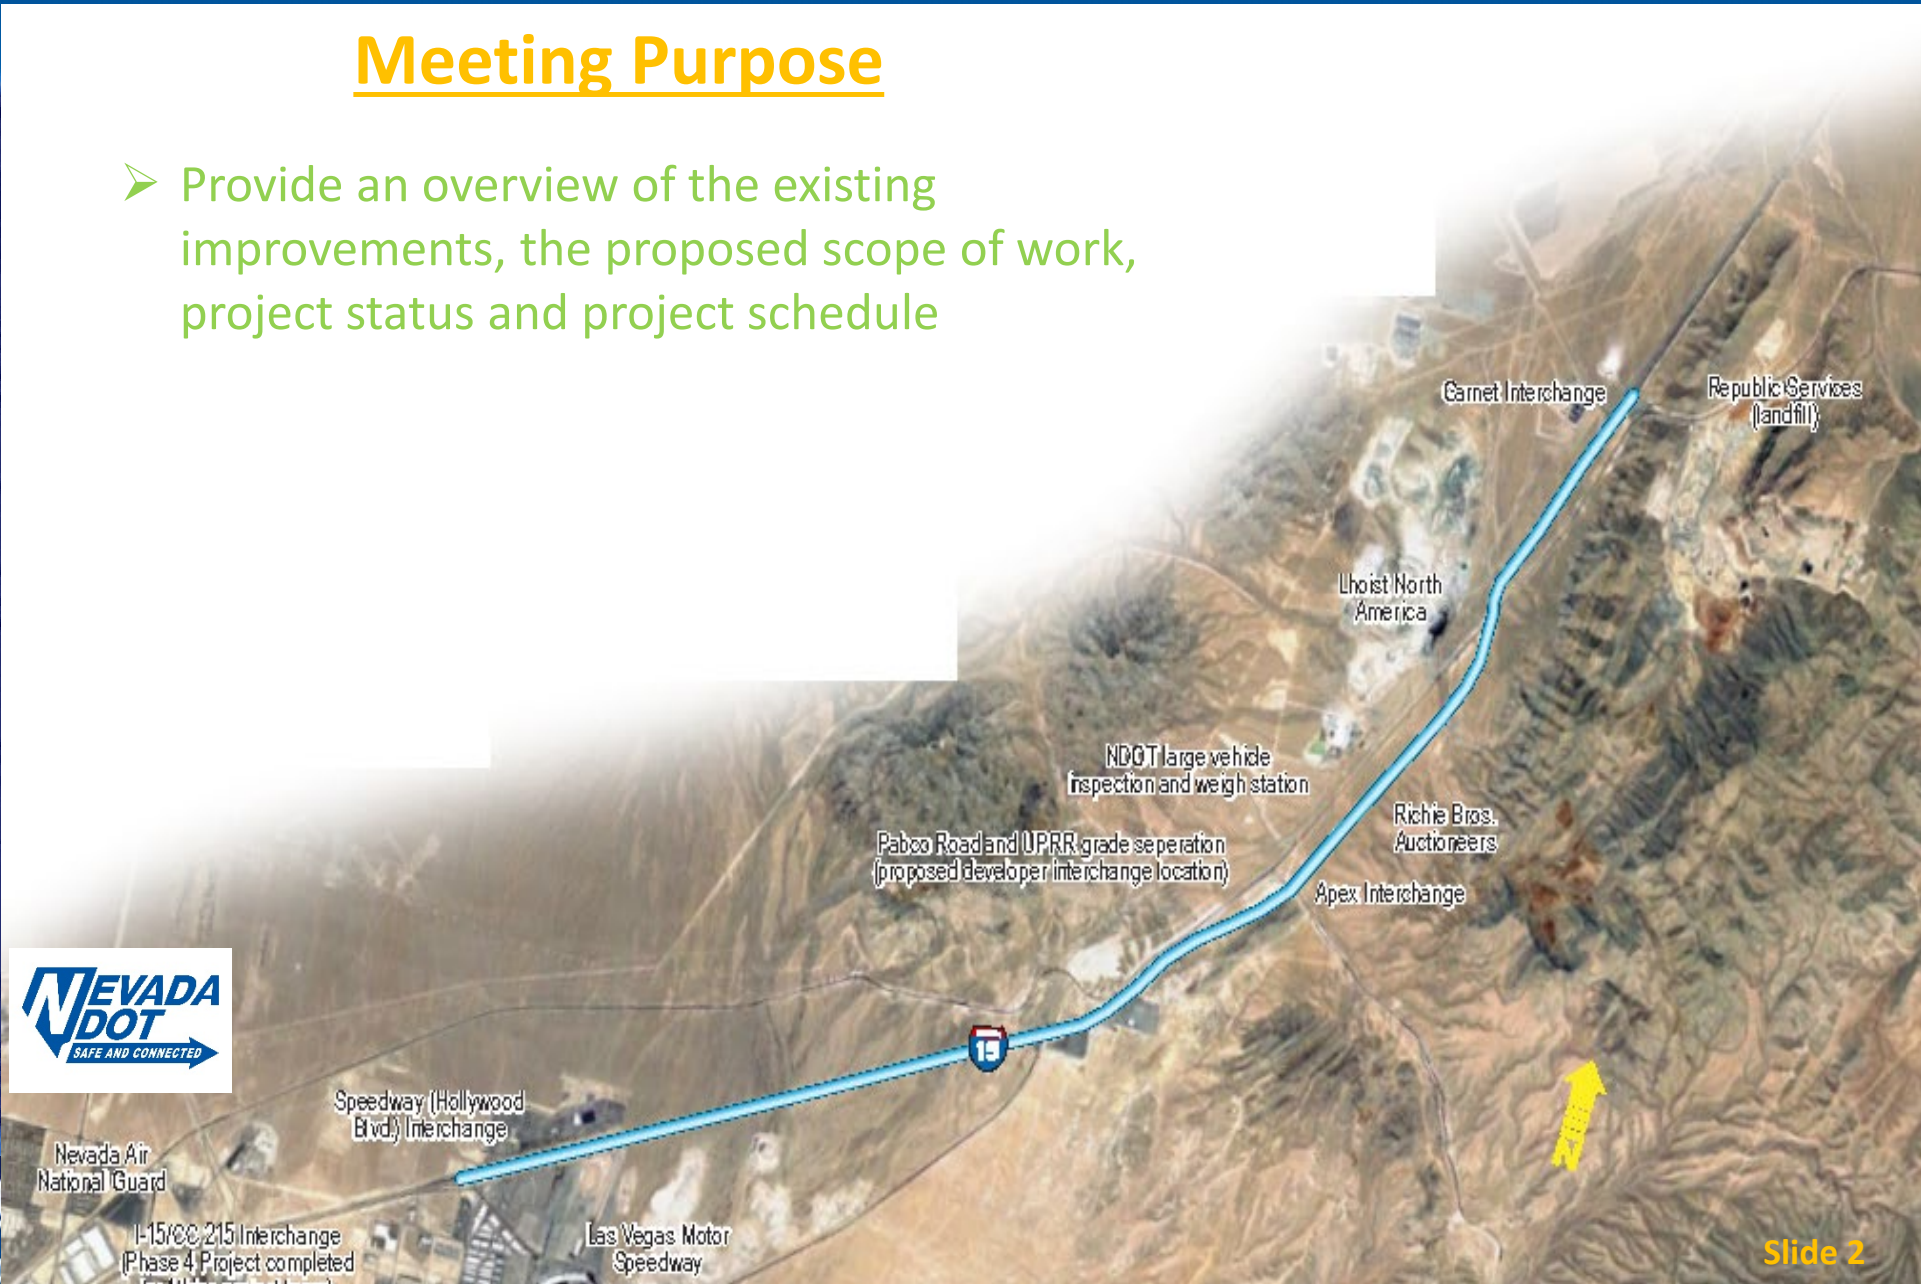 Meeting Purpose
➢ Provide an overview of the existing
improvements, the proposed scope of work,
project status and project schedule
Garnet Interchange
Republic Services
(landfill)
Lhoist North
America
NDOT large vehicle
inspection and weigh station
Richie Bros.
Auctioneers
Pabco Road and UPRR grade seperation
(proposed developer interchange location)
Apex Interchange
NEVADA
DOT
SAFE AND CONNECTED
15
Speedway (Hollywood
Blvd.) Interchange
Nevada Air
National Guard
I-15/CC 215 Interchange
(Phase 4 Project completed
Las Vegas Motor
Speedway
Slide 2